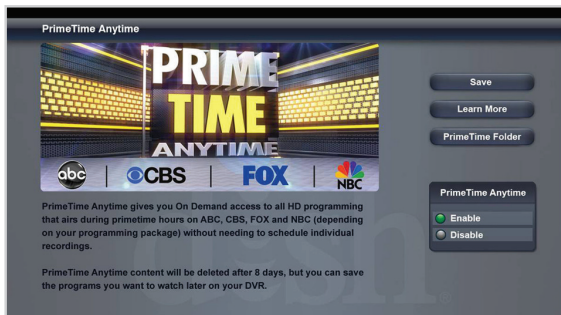 PrimeTime Anytime
PRIME
TIME
ANYTIME
abc
CBS
FOX
NBC
PrimeTime Anytime gives you On Demand access to all HD programming
that airs during primetime hours on ABC, CBS, FOX and NBC (depending
on your programming package) without needing to schedule individual
recordings.
PrimeTime Anytime content will be deleted after 8 days, but you can save
the programs you want to watch later on your DVR.
dish
Save
Learn More
PrimeTime Folder
PrimeTime Anytime
Enable
Disable